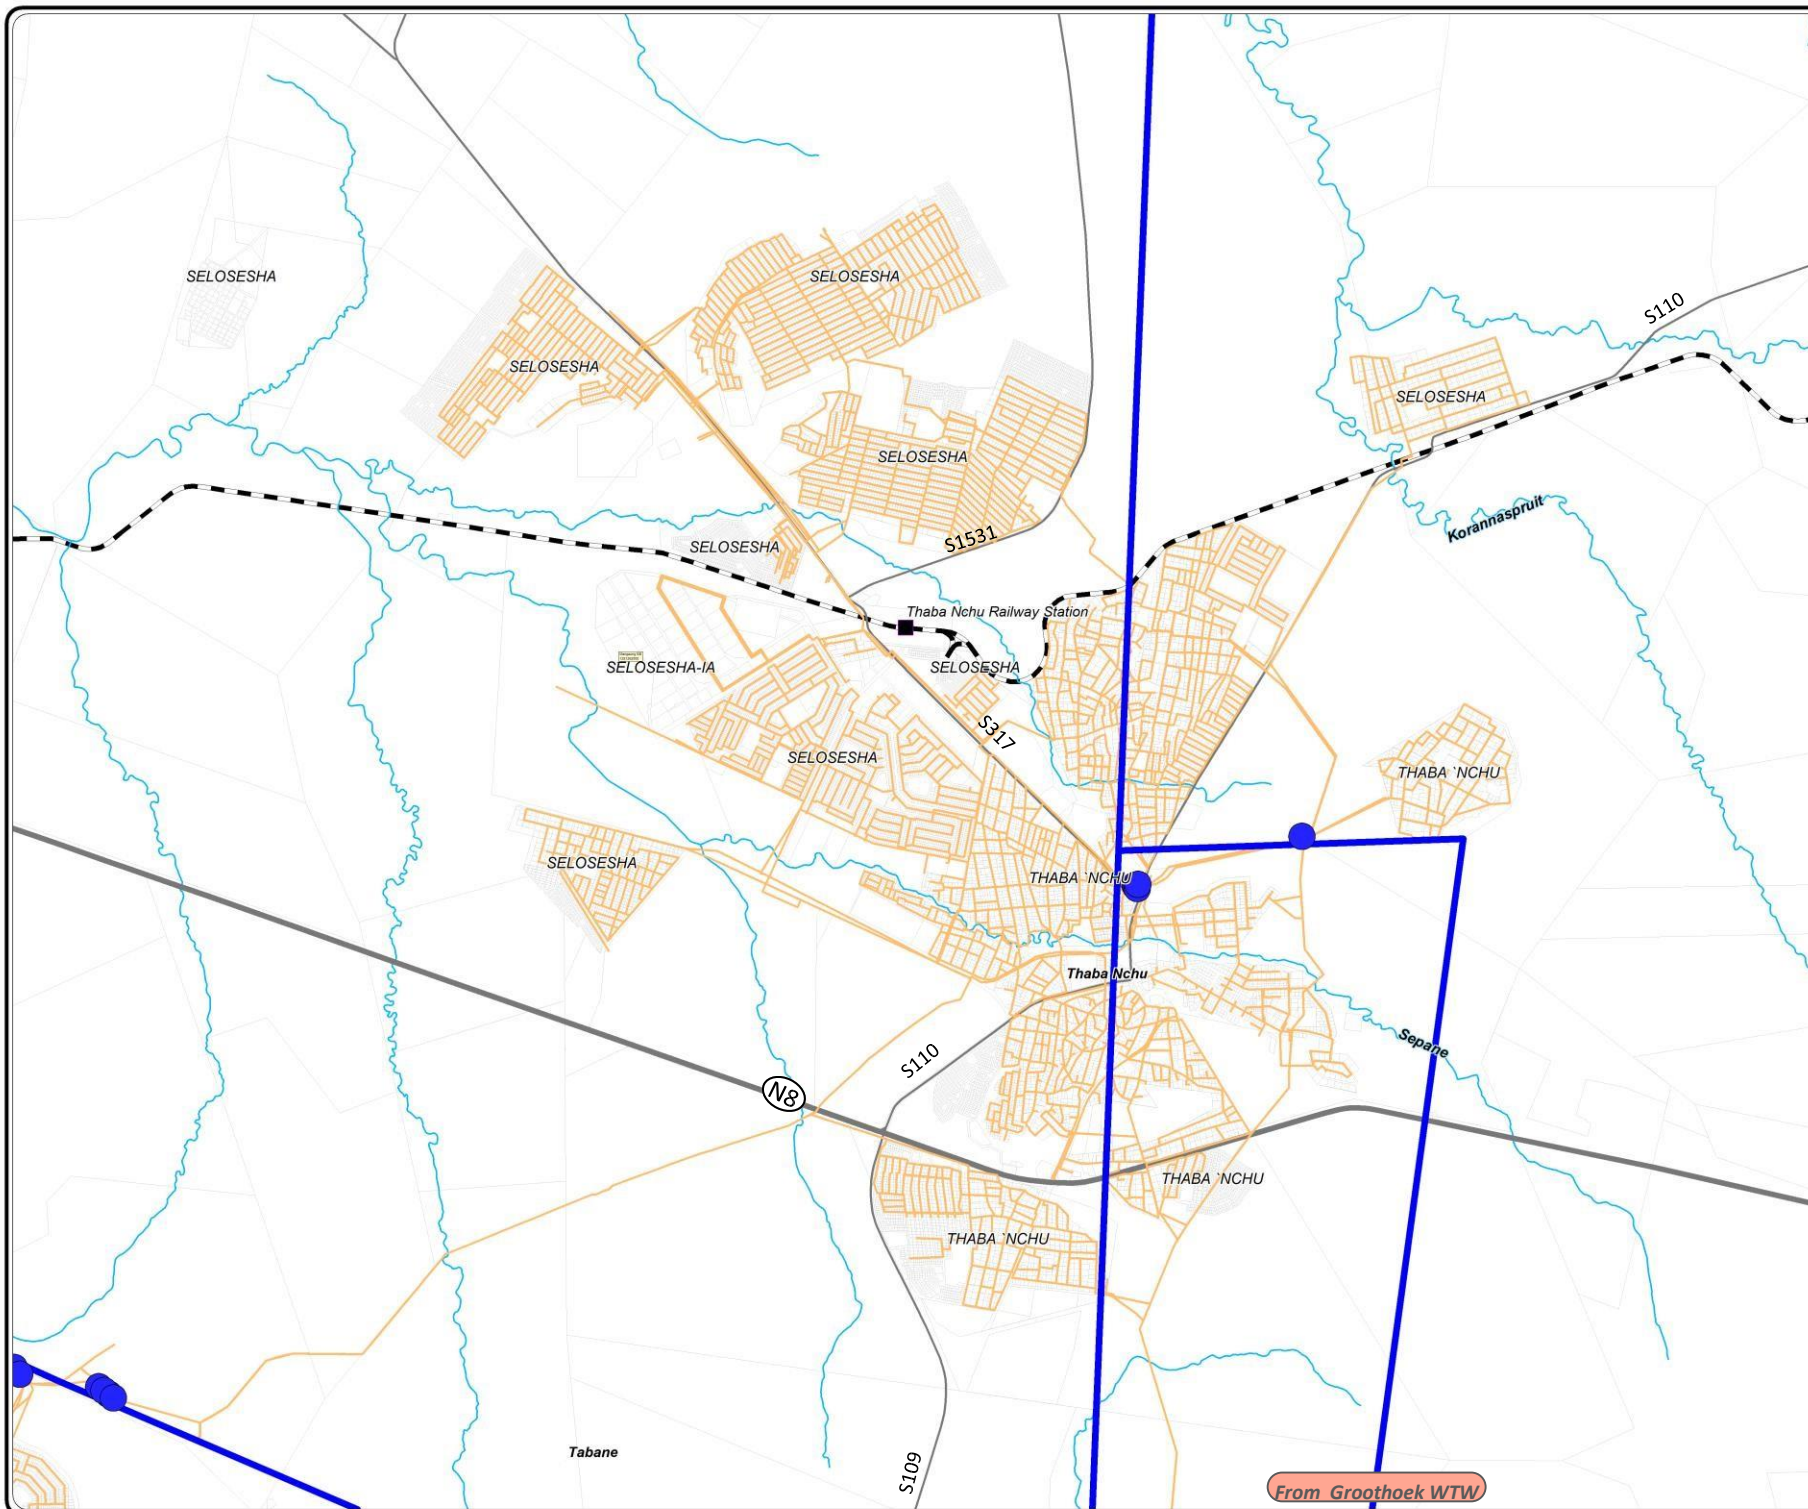 SELOSESHA
SELOSESHA
S110
SELOSESHA
SELOSESHA
SELOSESHA
Korannaspruit
S1531
SELOSESHA
Thaba Nchu Railway Station
SELOSESHA-IA
SELOSESHA
S317
SELOSESHA
THABA `NCHU
SELOSESHA
THABA `NCHU
Thaba Nchu
Sepane
S110
N8
THABA `NCHU
THABA `NCHU
Tabane
S109
From Groothoek WTW